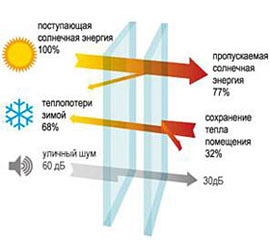 поступающая
солнечная энергия
100%
пропускаемая
солнечная
энергия
77%
теплопотери
зимой
68%
сохранение
тепла
помещения
32%
уличный шум
60 дБ
30дБ